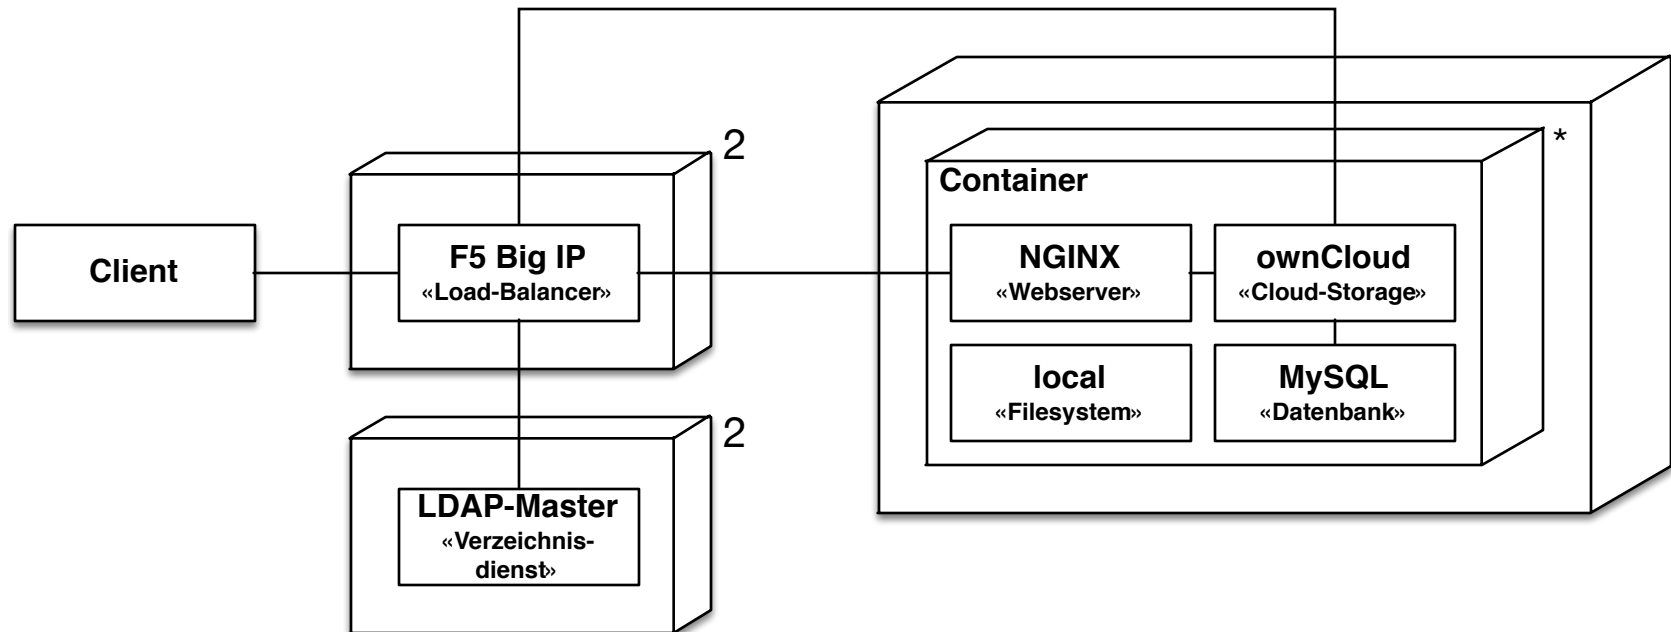 2
*
Container
Client
F5 Big IP
«Load-Balancer»
NGINX
«Webserver»
ownCloud
«Cloud-Storage»
local
«Filesystem»
MySQL
«Datenbank»
2
LDAP-Master
«Verzeichnis-
dienst»